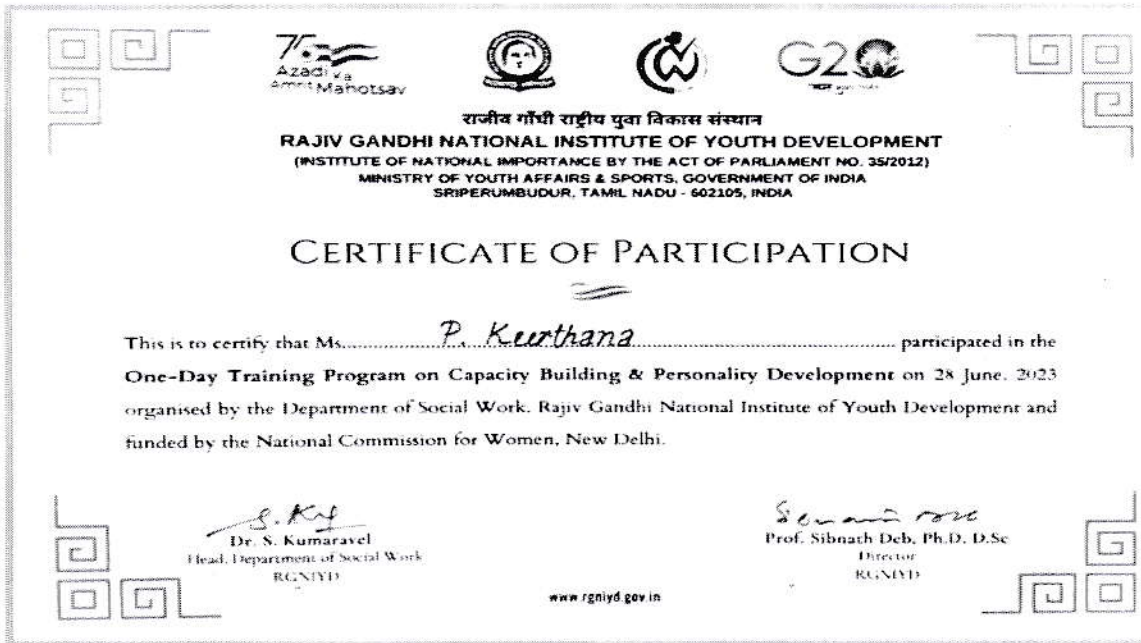 75
Azadi Ka
Amrit Mahotsav
G20
राजीव गाँधी राष्ट्रीय युवा विकास संस्थान
RAJIV GANDHI NATIONAL INSTITUTE OF YOUTH DEVELOPMENT
(INSTITUTE OF NATIONAL IMPORTANCE BY THE ACT OF PARLIAMENT NO. 35/2012)
MINISTRY OF YOUTH AFFAIRS & SPORTS, GOVERNMENT OF INDIA
SRIPERUMBUDUR, TAMIL NADU - 602105, INDIA
CERTIFICATE OF PARTICIPATION
This is to certify that Ms. P. Keerthana participated in the
One-Day Training Program on Capacity Building & Personality Development on 28 June, 2023
organised by the Department of Social Work, Rajiv Gandhi National Institute of Youth Development and
funded by the National Commission for Women, New Delhi.
Dr. S. Kumaravel
Head, Department of Social Work
RGNIYD
Prof. Sibnath Deb, Ph.D. D.Sc
Director
RGNIYD
www.rgniyd.gov.in